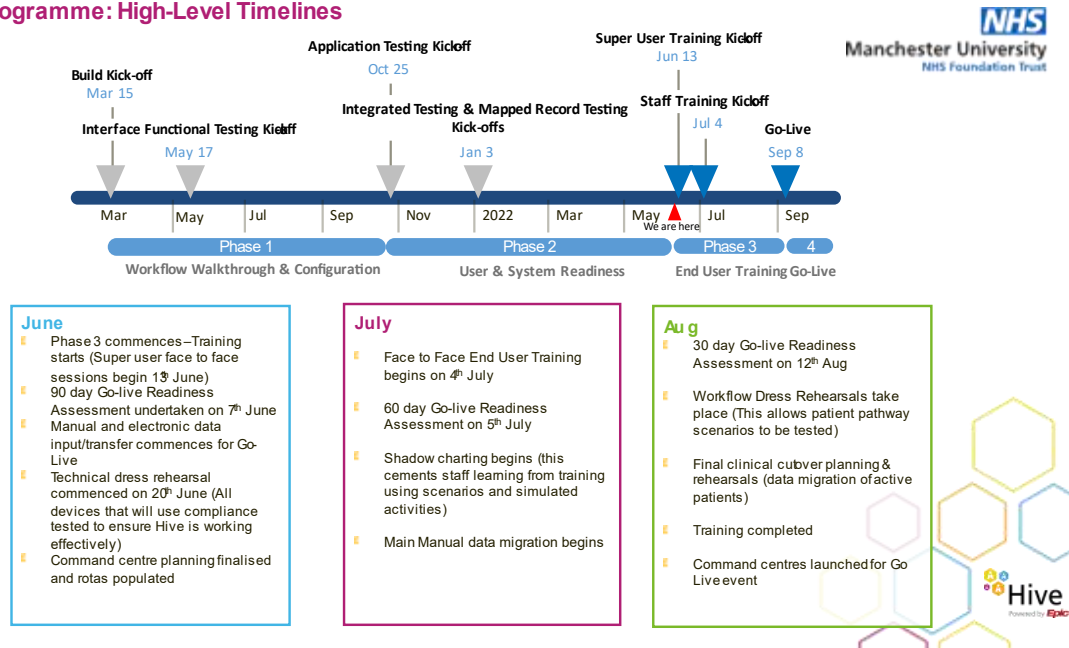 ogramme: High-Level Timelines
NHS
Manchester University
NHS Foundation Trust
Build Kick-off
Mar 15
Interface Functional Testing Kickoff
May 17
Application Testing Kickoff
Oct 25
Integrated Testing & Mapped Record Testing
Kick-offs
Jan 3
Super User Training Kickoff
Jun 13
Staff Training Kickoff
Jul 4
Go-Live
Sep 8
Mar May Jul Sep Nov 2022 Mar May Jul Sep
We are here
Phase 1 Phase 2 Phase 3 4
Workflow Walkthrough & Configuration User & System Readiness End User Training Go-Live
June
Phase 3 commences – Training
starts (Super user face to face
sessions begin 13th June)
90 day Go-live Readiness
Assessment undertaken on 7th June
Manual and electronic data
input/transfer commences for Go-
Live
Technical dress rehearsal
commenced on 20th June (All
devices that will use compliance
tested to ensure Hive is working
effectively)
Command centre planning finalised
and rotas populated
July
Face to Face End User Training
begins on 4th July
60 day Go-live Readiness
Assessment on 5th July
Shadow charting begins (this
cements staff learning from training
using scenarios and simulated
activities)
Main Manual data migration begins
Aug
30 day Go-live Readiness
Assessment on 12th Aug
Workflow Dress Rehearsals take
place (This allows patient pathway
scenarios to be tested)
Final clinical cutover planning &
rehearsals (data migration of active
patients)
Training completed
Command centres launched for Go
Live event
Hive
Powered by Epic